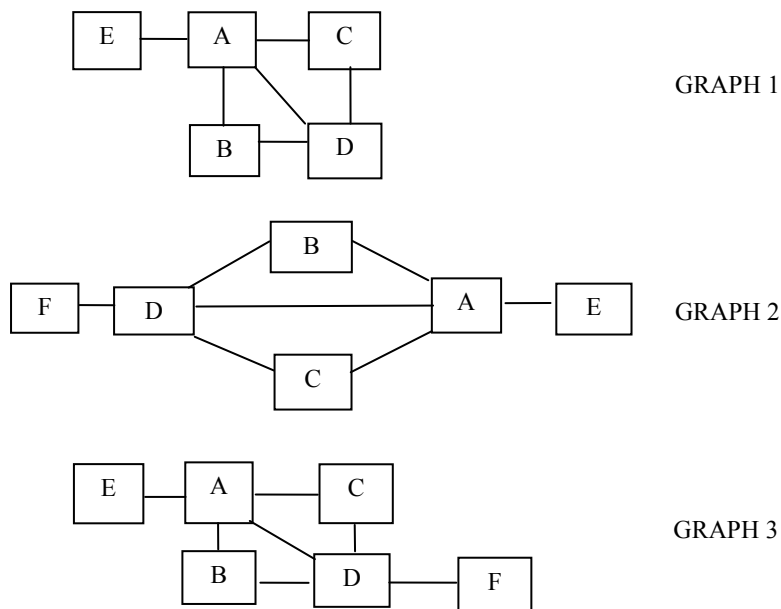 E A C
GRAPH 1
B D
B
F D A E
GRAPH 2
C
E A C
GRAPH 3
B D F